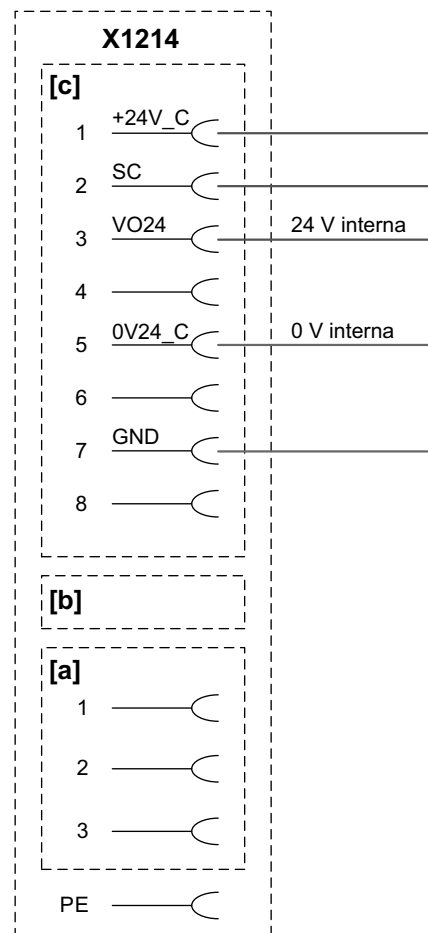 X1214
[c]
1 +24V_C
2 SC
3 VO24 24 V interna
4
5 0V24_C 0 V interna
6
7 GND
8
[b]
[a]
1
2
3
PE